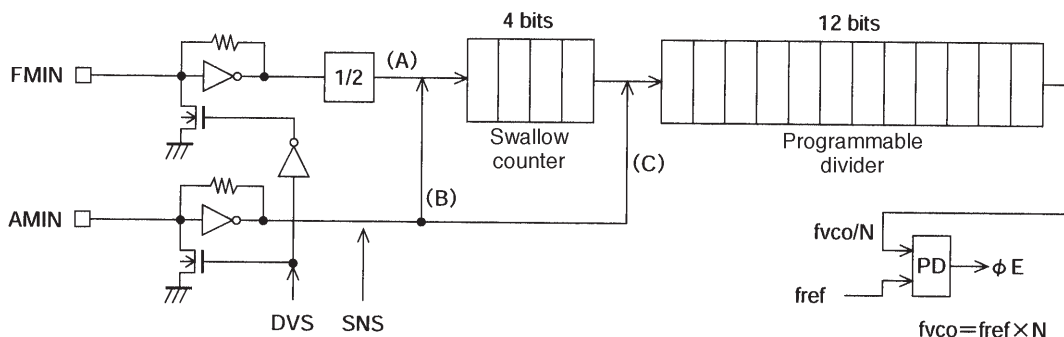 4 bits
12 bits
FMIN
1/2
(A)
Swallow
counter
Programmable
divider
(C)
(B)
AMIN
fvco/N
PD
φE
fref
DVS
SNS
fvco=fref×N